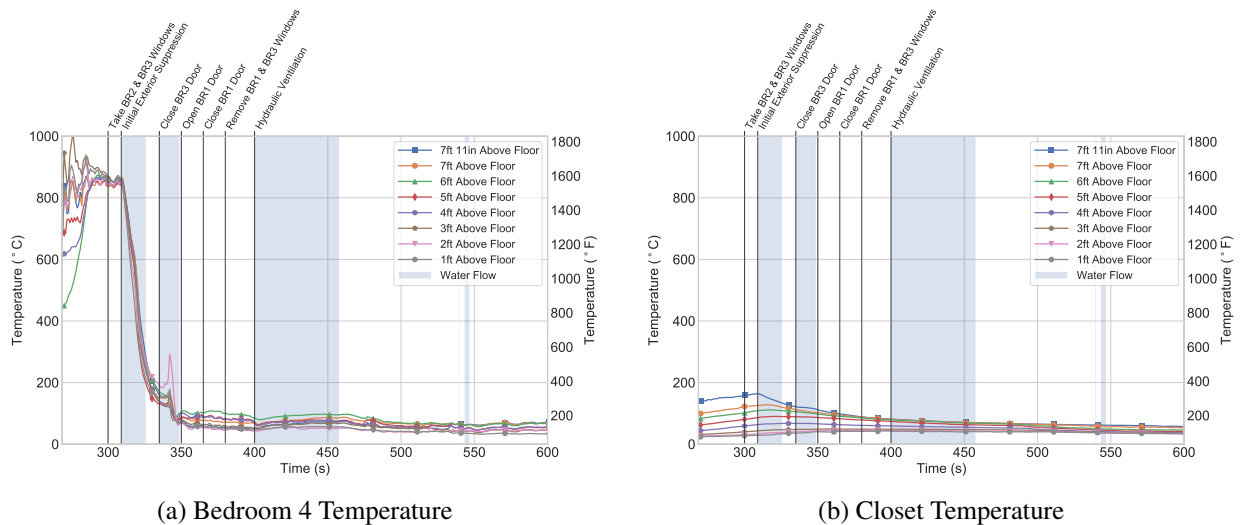 Take BR2 & BR3 Windows
Initial Exterior Suppression
Close BR3 Door
Open BR1 Door
Close BR1 Door
Remove BR1 & BR3 Windows
Hydraulic Ventilation
1000
800
600
400
200
0
Temperature (°C)
300
350
400
450
500
550
600
Time (s)
1800
1600
1400
1200
1000
800
600
400
200
Temperature (°F)
7ft 11in Above Floor
7ft Above Floor
6ft Above Floor
5ft Above Floor
4ft Above Floor
3ft Above Floor
2ft Above Floor
1ft Above Floor
Water Flow
(a) Bedroom 4 Temperature
Take BR2 & BR3 Windows
Initial Exterior Suppression
Close BR3 Door
Open BR1 Door
Close BR1 Door
Remove BR1 & BR3 Windows
Hydraulic Ventilation
1000
800
600
400
200
0
Temperature (°C)
300
350
400
450
500
550
600
Time (s)
1800
1600
1400
1200
1000
800
600
400
200
Temperature (°F)
7ft 11in Above Floor
7ft Above Floor
6ft Above Floor
5ft Above Floor
4ft Above Floor
3ft Above Floor
2ft Above Floor
1ft Above Floor
Water Flow
(b) Closet Temperature